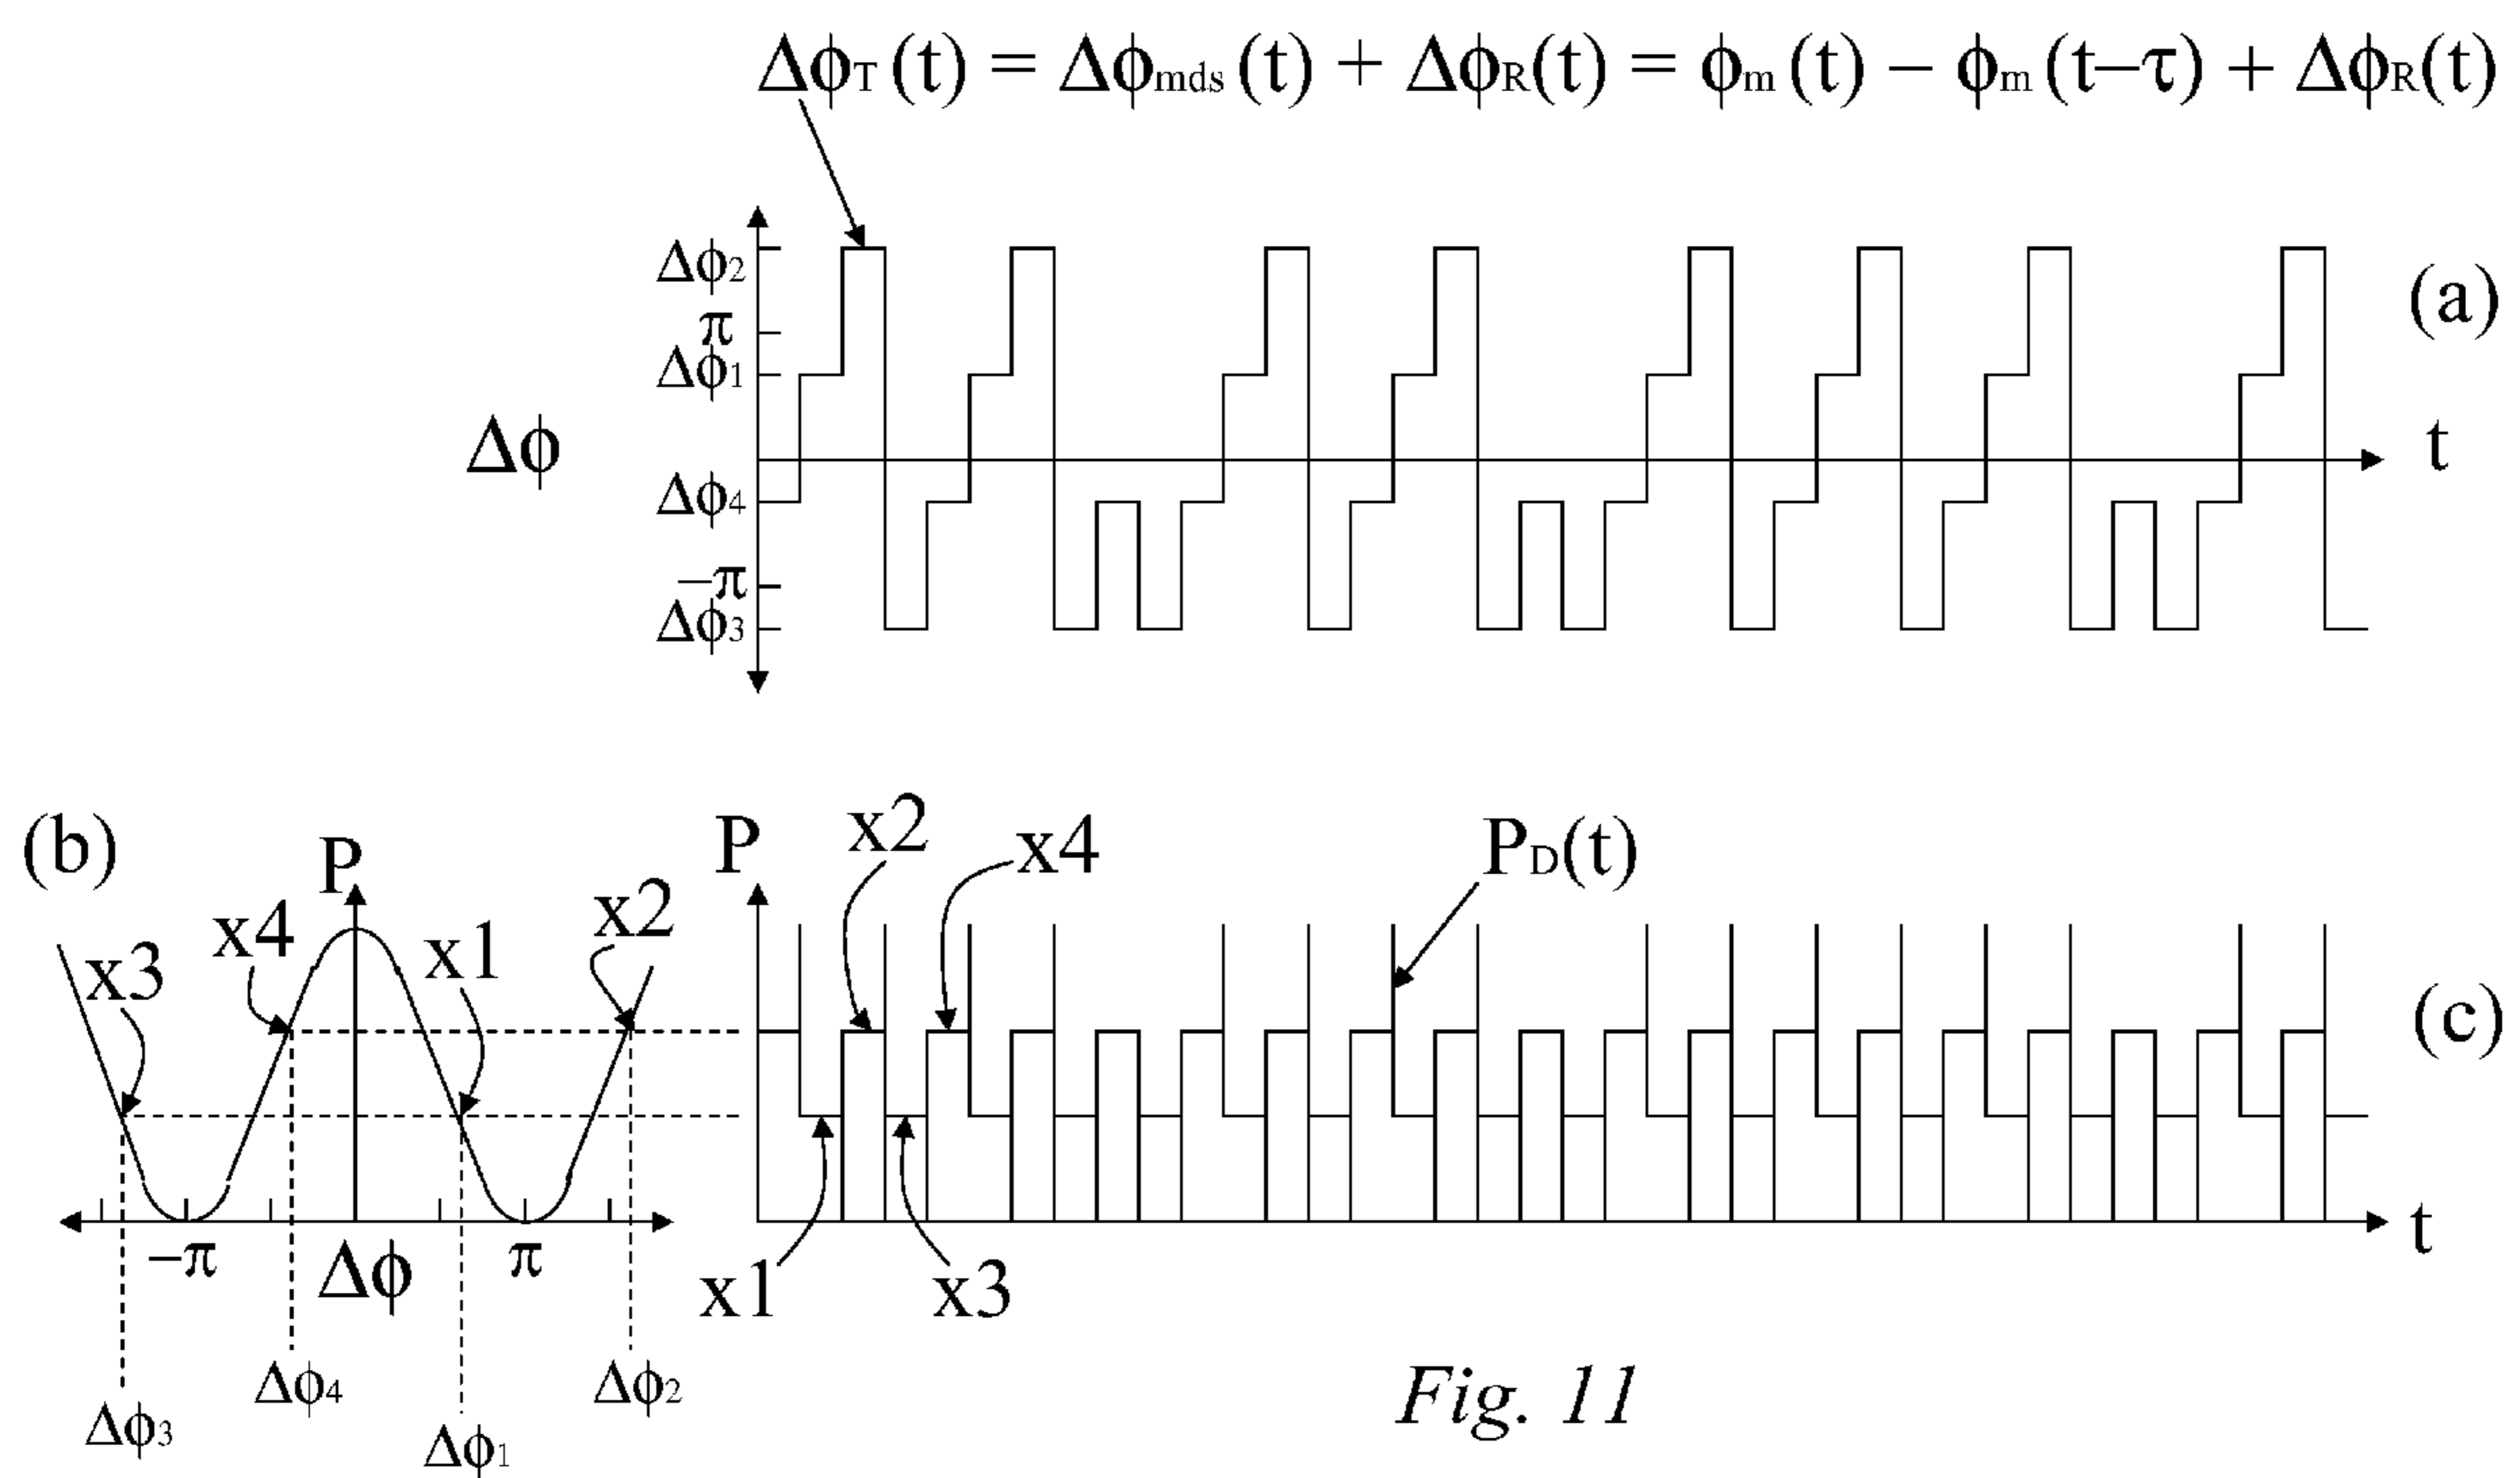 ΔϕT (t) = Δϕmds (t) + ΔϕR(t) = ϕm (t) − ϕm (t−τ) + ΔϕR(t)
Δϕ2
π
Δϕ1
Δϕ
Δϕ4
−π
Δϕ3
t
(a)
(b)
P
x3
x4
x1
x2
−π
Δϕ
π
Δϕ3
Δϕ4
Δϕ1
Δϕ2
P
x2
x4
PD(t)
(c)
x1
x3
t
Fig. 11